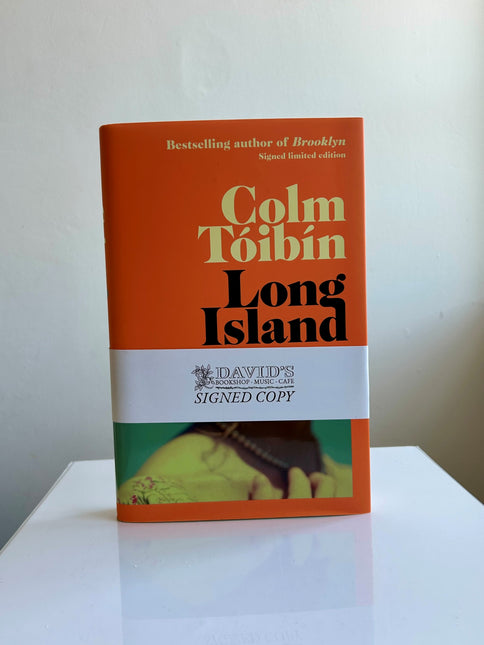 Bestselling author of Brooklyn
Signed limited edition
Colm
Tóibín
Long
Island
DAVID'S
BOOKSHOP · MUSIC · CAFE
SIGNED COPY